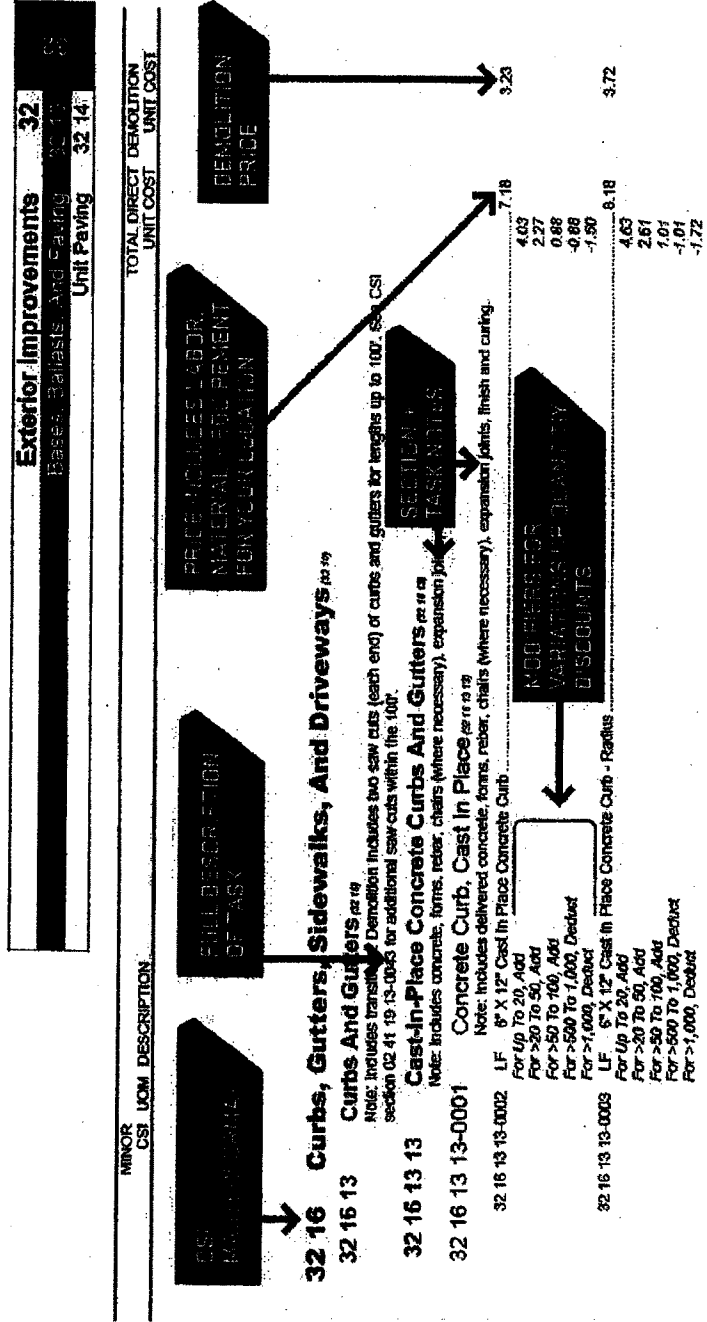 Exterior Improvements 32
Bases, Ballasts, And Paving
Unit Paving 32 14
MINOR
CSI UOM DESCRIPTION
TOTAL DIRECT DEMOLITION
UNIT COST UNIT COST
CSI
FULL DESCRIPTION
OF TASK
PRICE INCLUDES LABOR,
MATERIAL
FOR YOUR LOCATION
DEMOLITION
PRICE
32 16 Curbs, Gutters, Sidewalks, And Driveways
32 16 13 Curbs And Gutters
Note: Includes Demolition includes two saw cuts (each end) of curbs and gutters for lengths up to 100'. See CSI
section 02 41 19 13-0043 for additional saw cuts within the 100'.
SECTION +
TASK NOTES
32 16 13 13 Cast-In-Place Concrete Curbs And Gutters
Note: Includes concrete, forms, rebar, chairs (where necessary), expansion
32 16 13 13-0001 Concrete Curb, Cast In Place
Note: Includes delivered concrete, forms, rebar, chairs (where necessary), expansion joints, finish and curing.
32 16 13 13-0002 LF 6" X 12" Cast In Place Concrete Curb 7.18 3.23
For Up To 20, Add 4.03
For >20 To 50, Add 2.27
For >50 To 100, Add 0.88
For >500 To 1,000, Deduct -0.88
For >1,000, Deduct -1.50
MODIFIERS FOR
VARIATIONS
DISCOUNTS
32 16 13 13-0003 LF 6" X 12" Cast In Place Concrete Curb - Radius 8.18 3.72
For Up To 20, Add 4.63
For >20 To 50, Add 2.61
For >50 To 100, Add 1.01
For >500 To 1,000, Deduct -1.01
For >1,000, Deduct -1.72